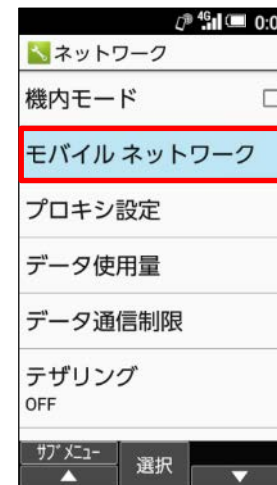 4G 0:0
ネットワーク
機内モード
モバイル ネットワーク
プロキシ設定
データ使用量
データ通信制限
テザリング
OFF
ｻﾌﾞﾒﾆｭｰ
選択